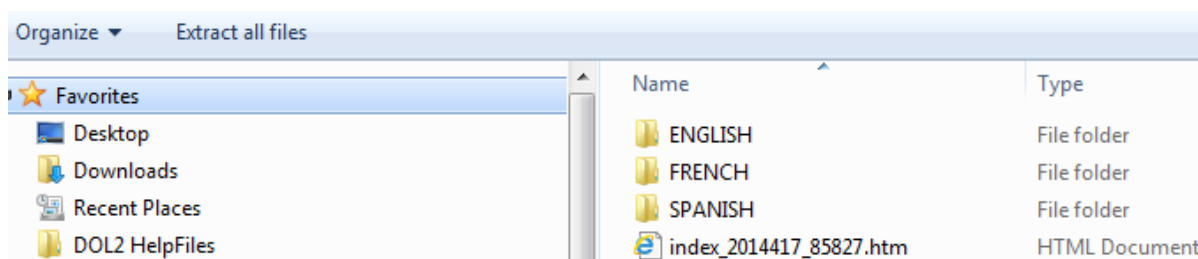 Organize Extract all files
Name Type
Favorites
Desktop
Downloads
Recent Places
DOL2 HelpFiles
ENGLISH File folder
FRENCH File folder
SPANISH File folder
index_2014417_85827.htm HTML Document